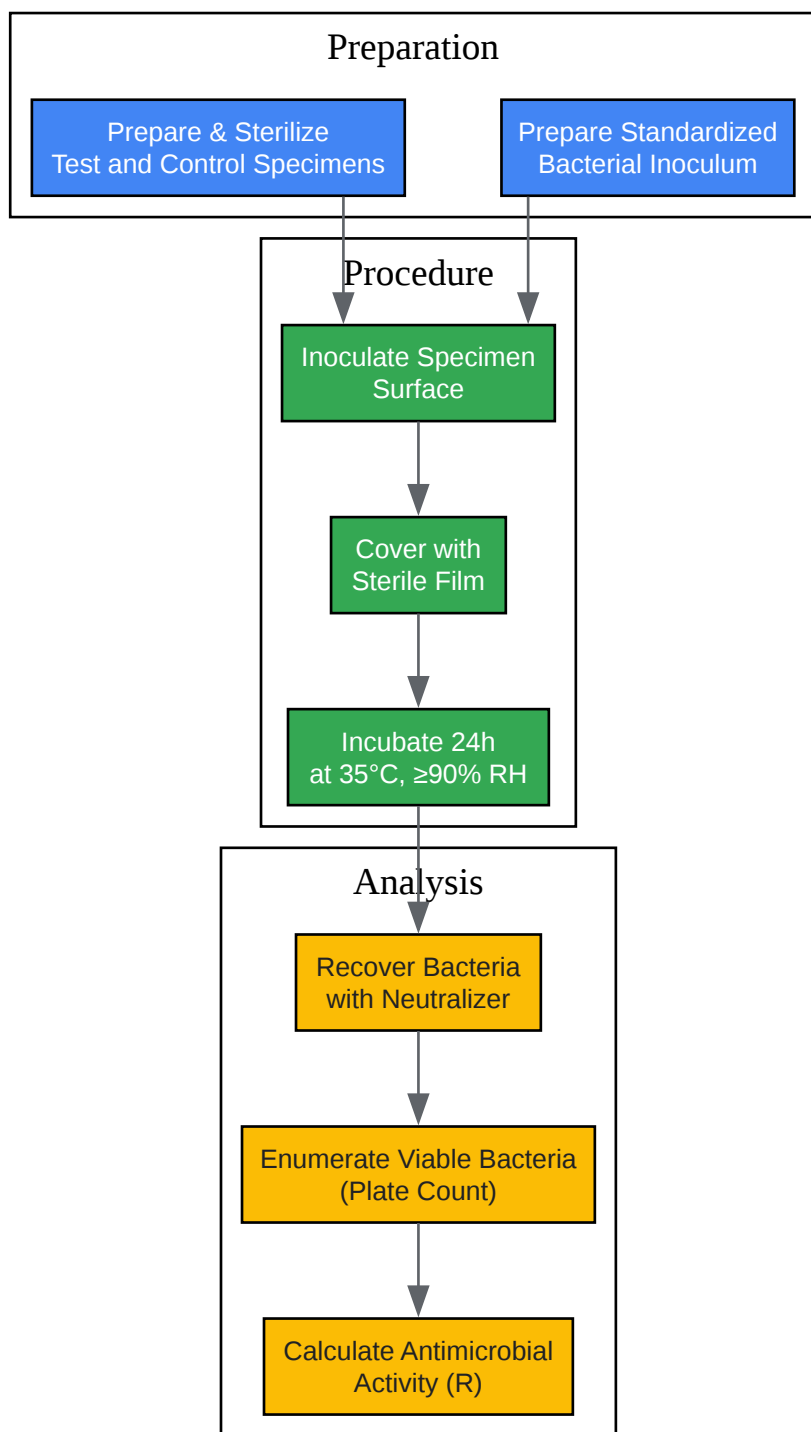 Preparation
Prepare & Sterilize
Test and Control Specimens
Prepare Standardized
Bacterial Inoculum
Procedure
Inoculate Specimen
Surface
Cover with
Sterile Film
Incubate 24h
at 35°C, ≥90% RH
Analysis
Recover Bacteria
with Neutralizer
Enumerate Viable Bacteria
(Plate Count)
Calculate Antimicrobial
Activity (R)